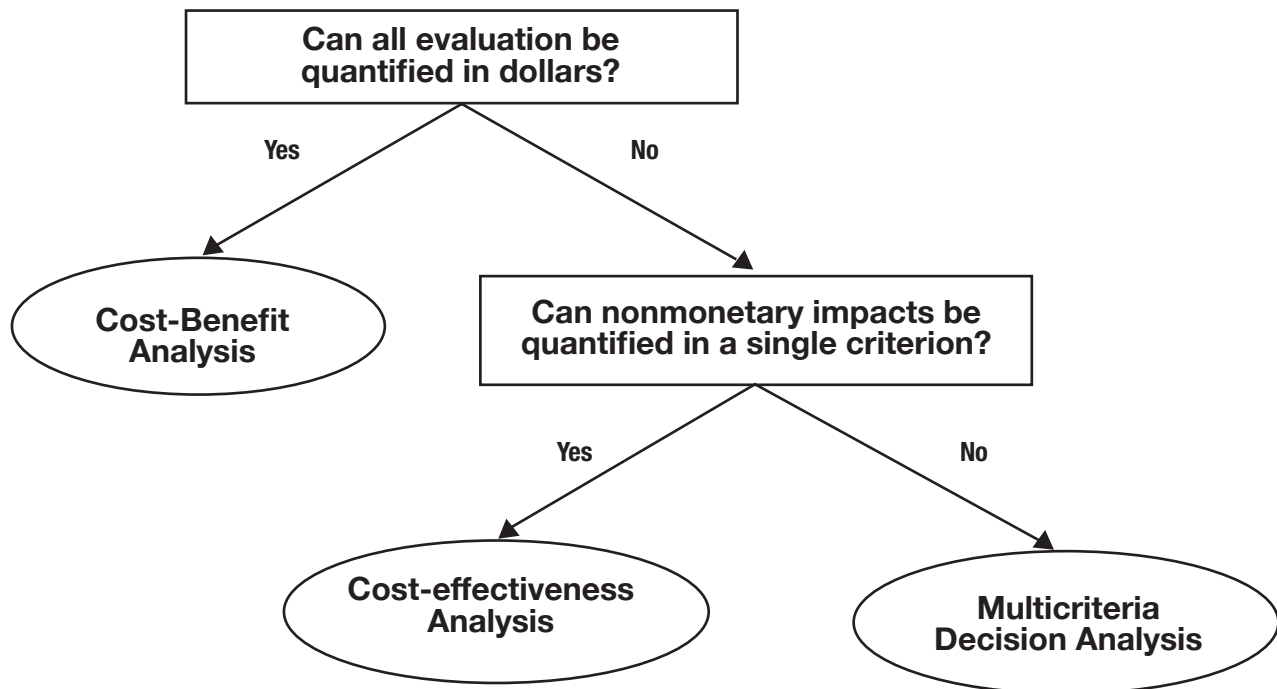 Can all evaluation be
quantified in dollars?
Yes
No
Cost-Benefit
Analysis
Can nonmonetary impacts be
quantified in a single criterion?
Yes
No
Cost-effectiveness
Analysis
Multicriteria
Decision Analysis